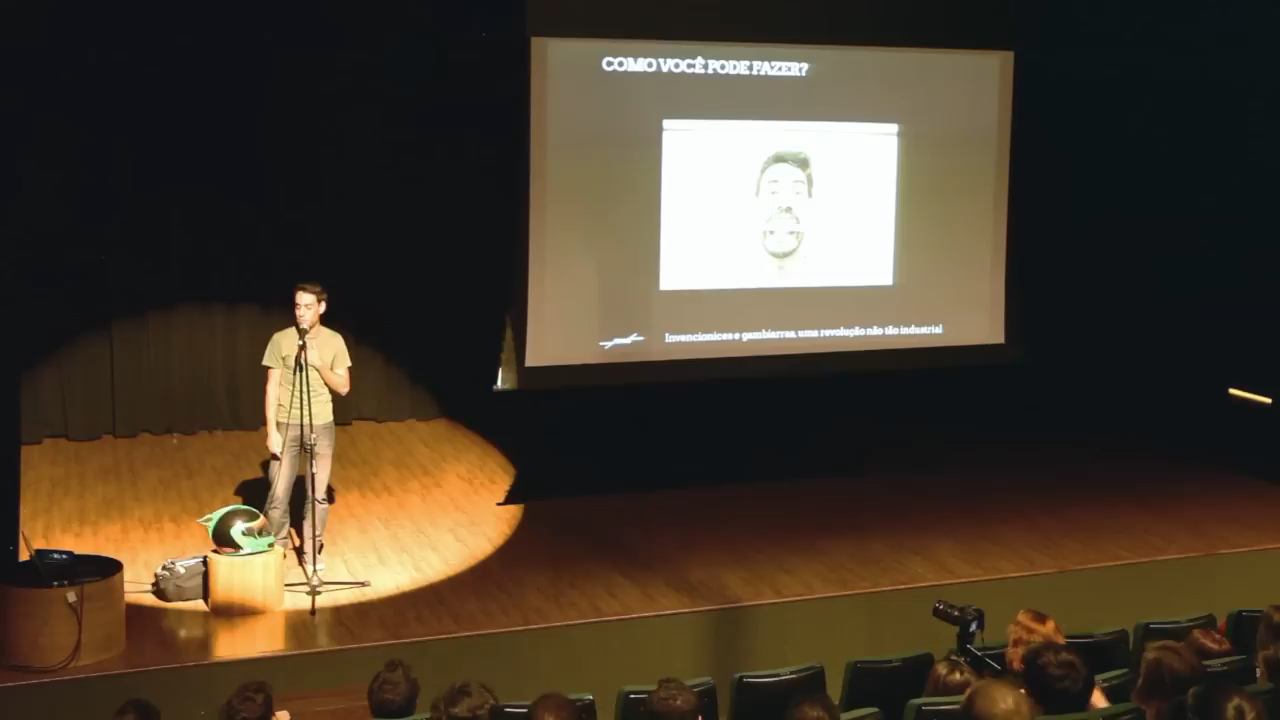 COMO VOCÊ PODE FAZER?
Invencionices e gambiarras, uma revolução não tão industrial